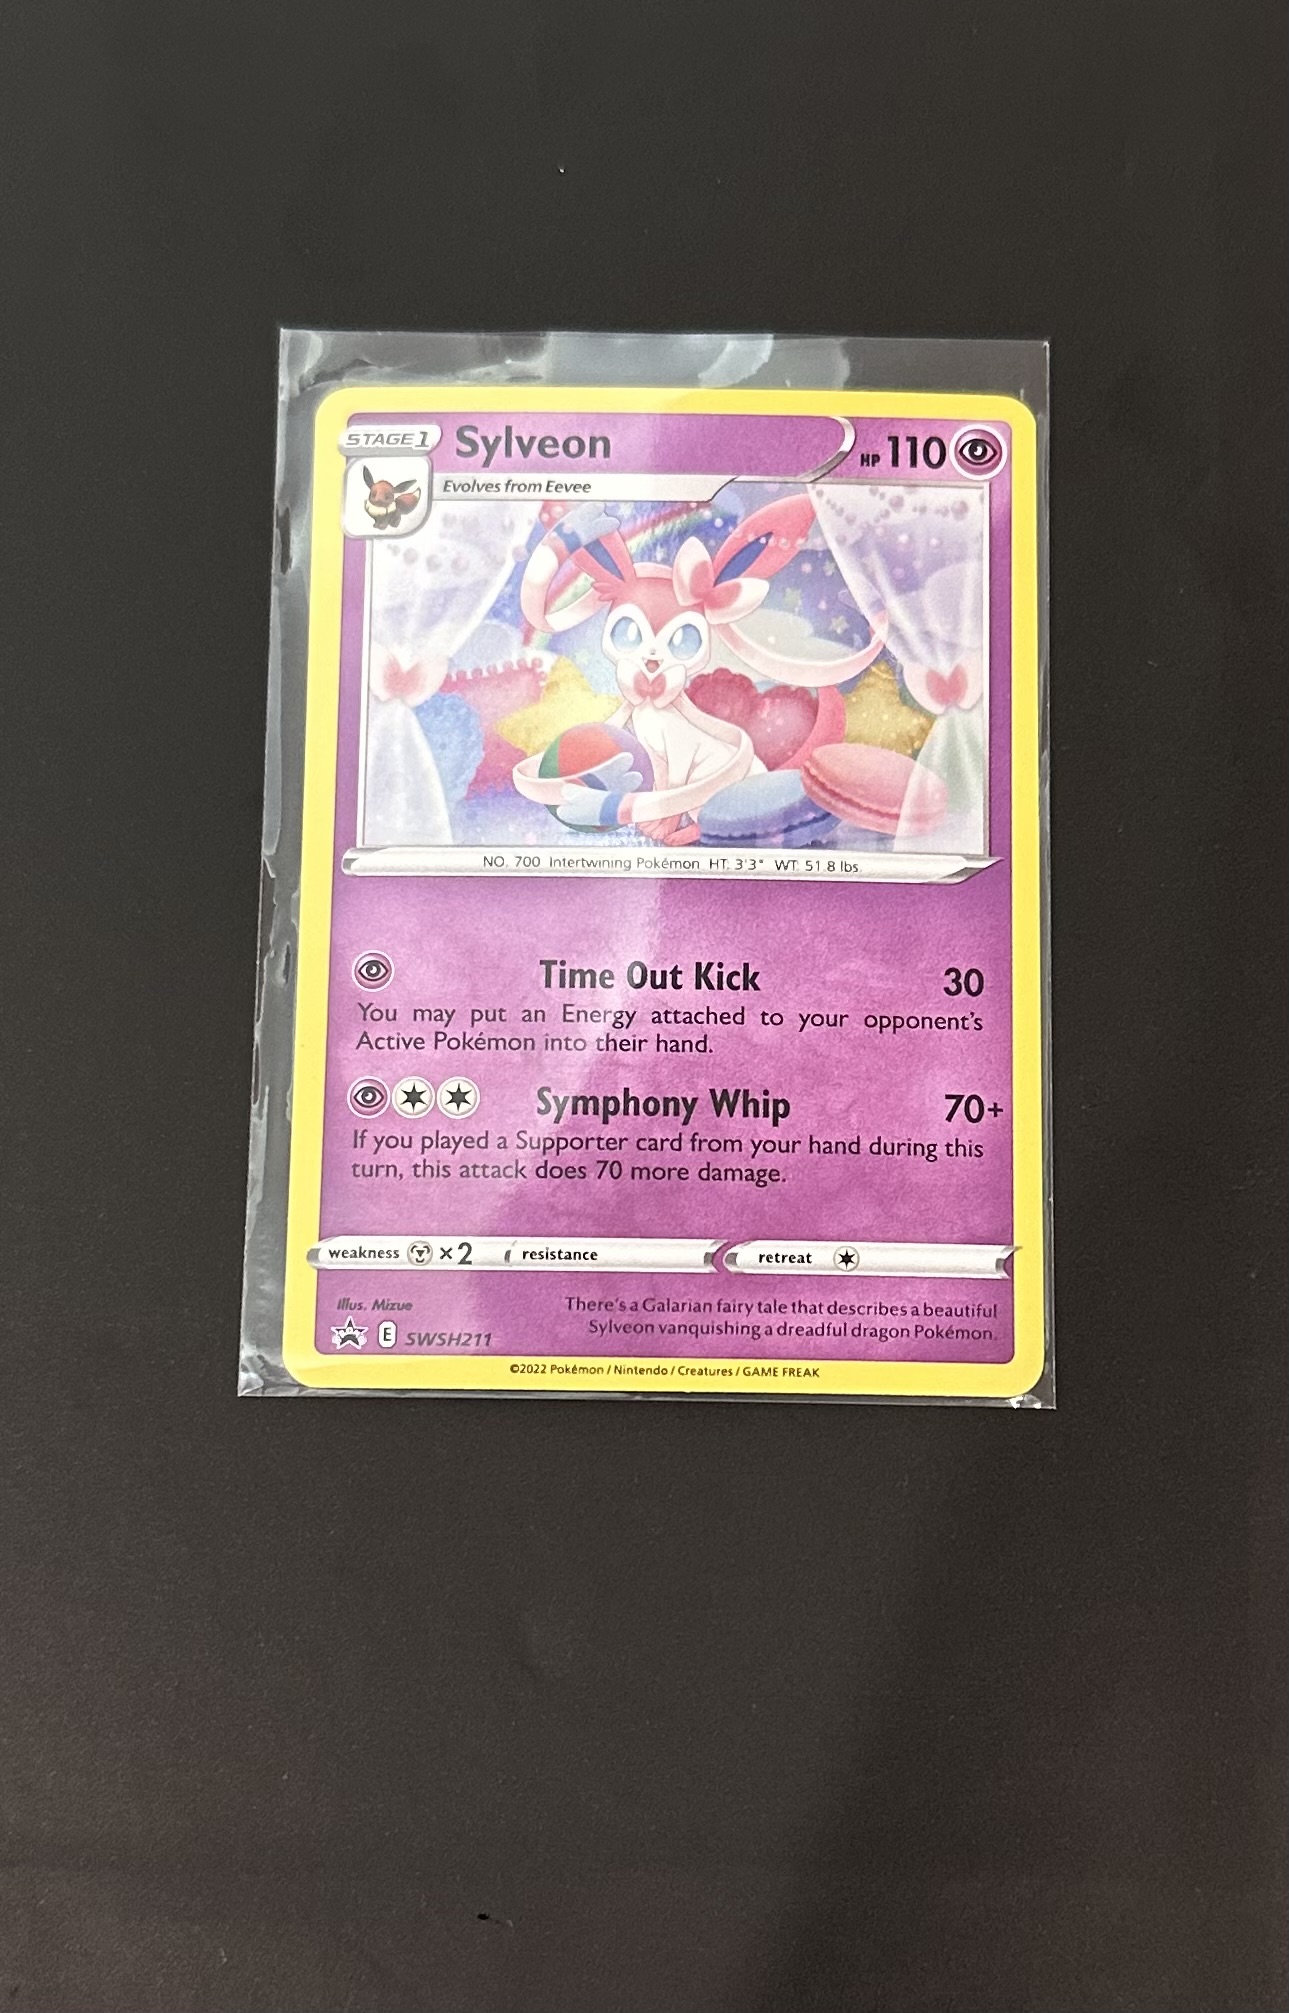 STAGE 1 Sylveon HP 110
Evolves from Eevee
NO. 700 Intertwining Pokémon HT: 3'3" WT: 51.8 lbs.
Time Out Kick 30
You may put an Energy attached to your opponent's
Active Pokémon into their hand.
Symphony Whip 70+
If you played a Supporter card from your hand during this
turn, this attack does 70 more damage.
weakness ×2 resistance retreat
Illus. Mizue
There's a Galarian fairy tale that describes a beautiful
Sylveon vanquishing a dreadful dragon Pokémon.
E SWSH211
©2022 Pokémon / Nintendo / Creatures / GAME FREAK